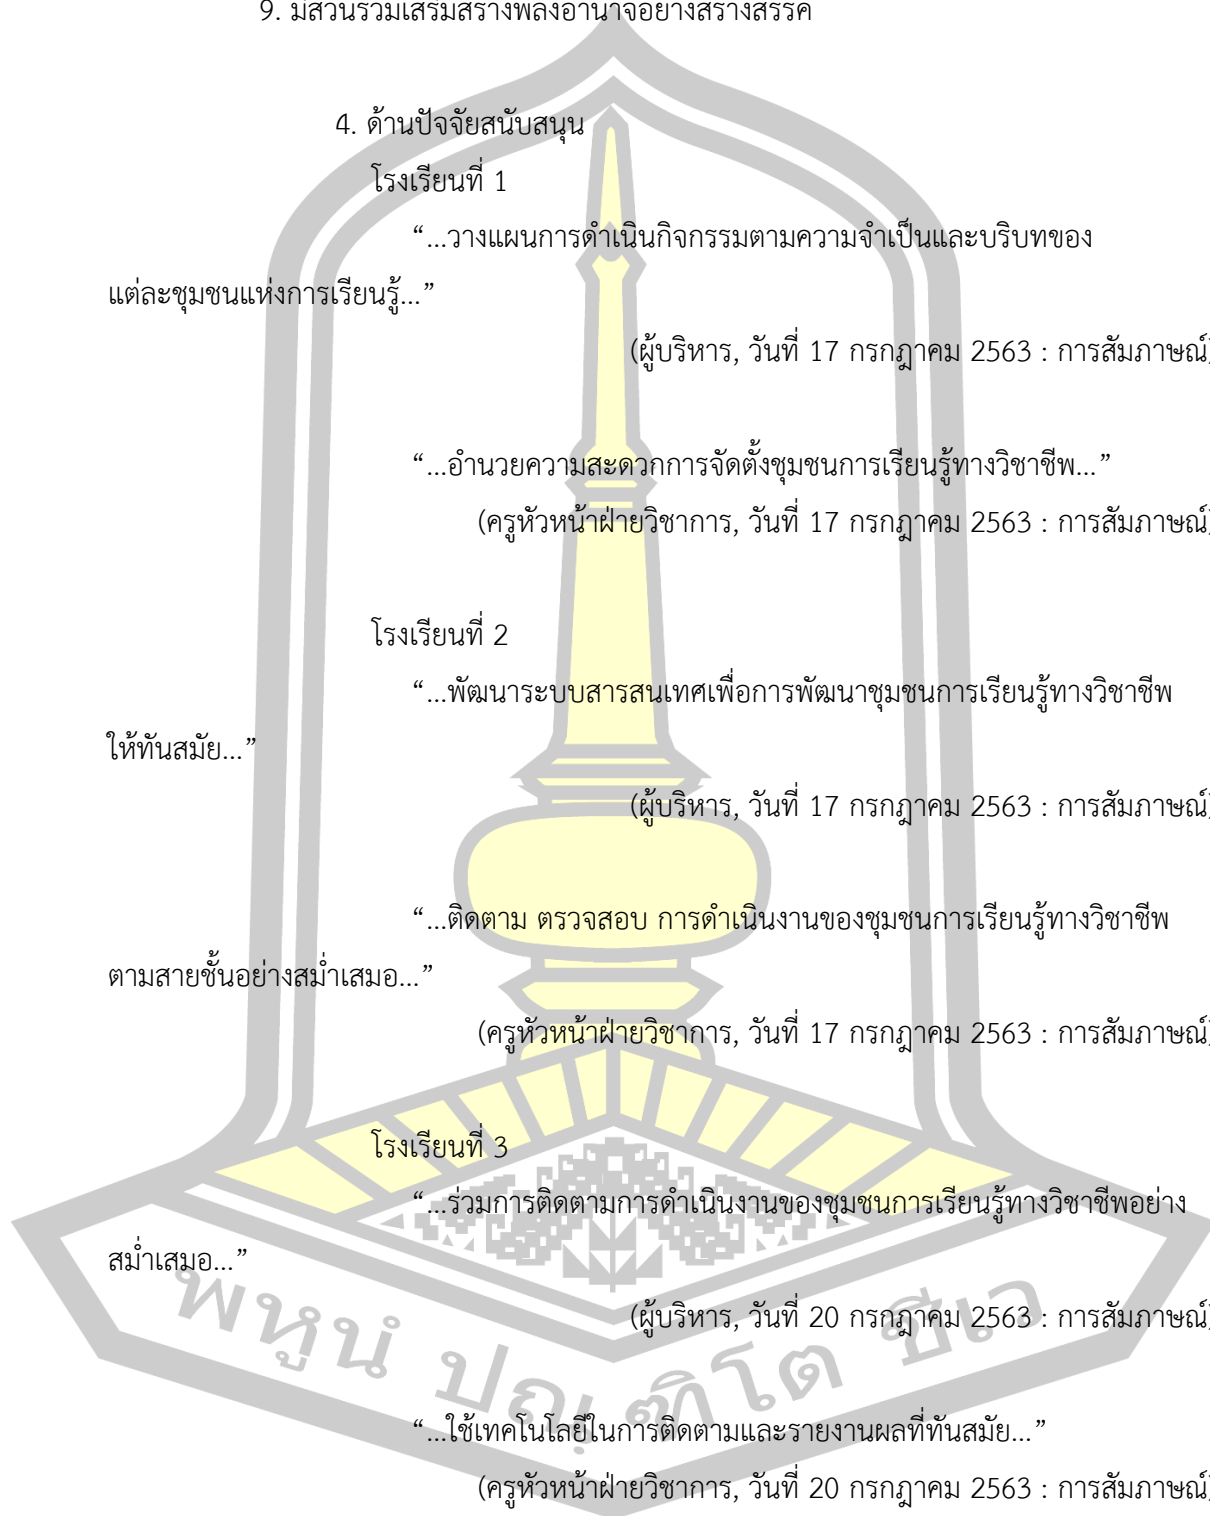 9. มีส่วนร่วมเสริมสร้างพลังอำนาจอย่างสร้างสรรค์
4. ด้านปัจจัยสนับสนุน
โรงเรียนที่ 1
“...วางแผนการดำเนินกิจกรรมตามความจำเป็นและบริบทของ
แต่ละชุมชนแห่งการเรียนรู้...”
(ผู้บริหาร, วันที่ 17 กรกฎาคม 2563 : การสัมภาษณ์)
“...อำนวยความสะดวกการจัดตั้งชุมชนการเรียนรู้ทางวิชาชีพ...”
(ครูหัวหน้าฝ่ายวิชาการ, วันที่ 17 กรกฎาคม 2563 : การสัมภาษณ์)
โรงเรียนที่ 2
“...พัฒนาระบบสารสนเทศเพื่อการพัฒนาชุมชนการเรียนรู้ทางวิชาชีพ
ให้ทันสมัย...”
(ผู้บริหาร, วันที่ 17 กรกฎาคม 2563 : การสัมภาษณ์)
“...ติดตาม ตรวจสอบ การดำเนินงานของชุมชนการเรียนรู้ทางวิชาชีพ
ตามสายชั้นอย่างสม่ำเสมอ...”
(ครูหัวหน้าฝ่ายวิชาการ, วันที่ 17 กรกฎาคม 2563 : การสัมภาษณ์)
โรงเรียนที่ 3
“...ร่วมการติดตามการดำเนินงานของชุมชนการเรียนรู้ทางวิชาชีพอย่าง
สม่ำเสมอ...”
(ผู้บริหาร, วันที่ 20 กรกฎาคม 2563 : การสัมภาษณ์)
พหูนํ ปณฺฑิโต ชีเว
“...ใช้เทคโนโลยีในการติดตามและรายงานผลที่ทันสมัย...”
(ครูหัวหน้าฝ่ายวิชาการ, วันที่ 20 กรกฎาคม 2563 : การสัมภาษณ์)